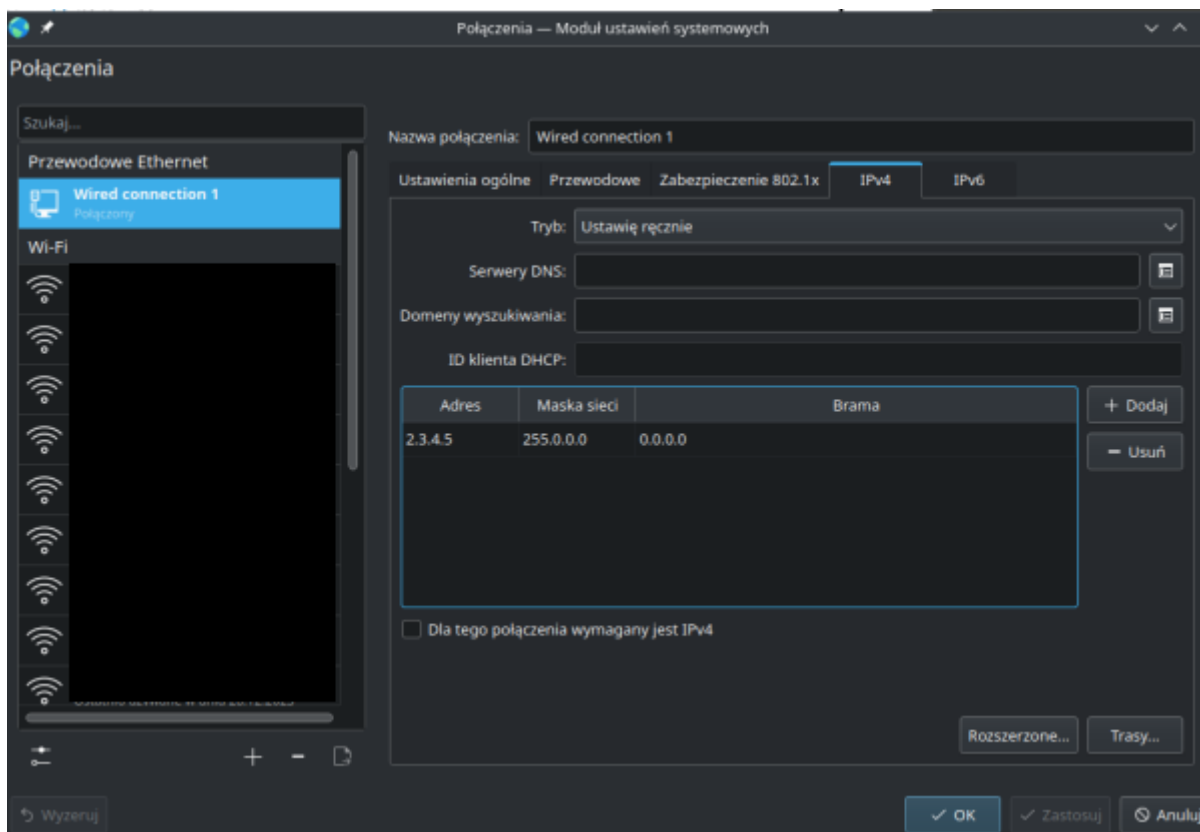 Połączenia — Moduł ustawień systemowych
Połączenia
Szukaj...
Przewodowe Ethernet
Wired connection 1
Połączony
Wi-Fi
Nazwa połączenia: Wired connection 1
Ustawienia ogólne Przewodowe Zabezpieczenie 802.1x IPv4 IPv6
Tryb: Ustawię ręcznie
Serwery DNS:
Domeny wyszukiwania:
ID klienta DHCP:
Adres Maska sieci Brama
2.3.4.5 255.0.0.0 0.0.0.0
+ Dodaj
− Usuń
Dla tego połączenia wymagany jest IPv4
Rozszerzone... Trasy...
Wyzeruj
OK Zastosuj Anuluj